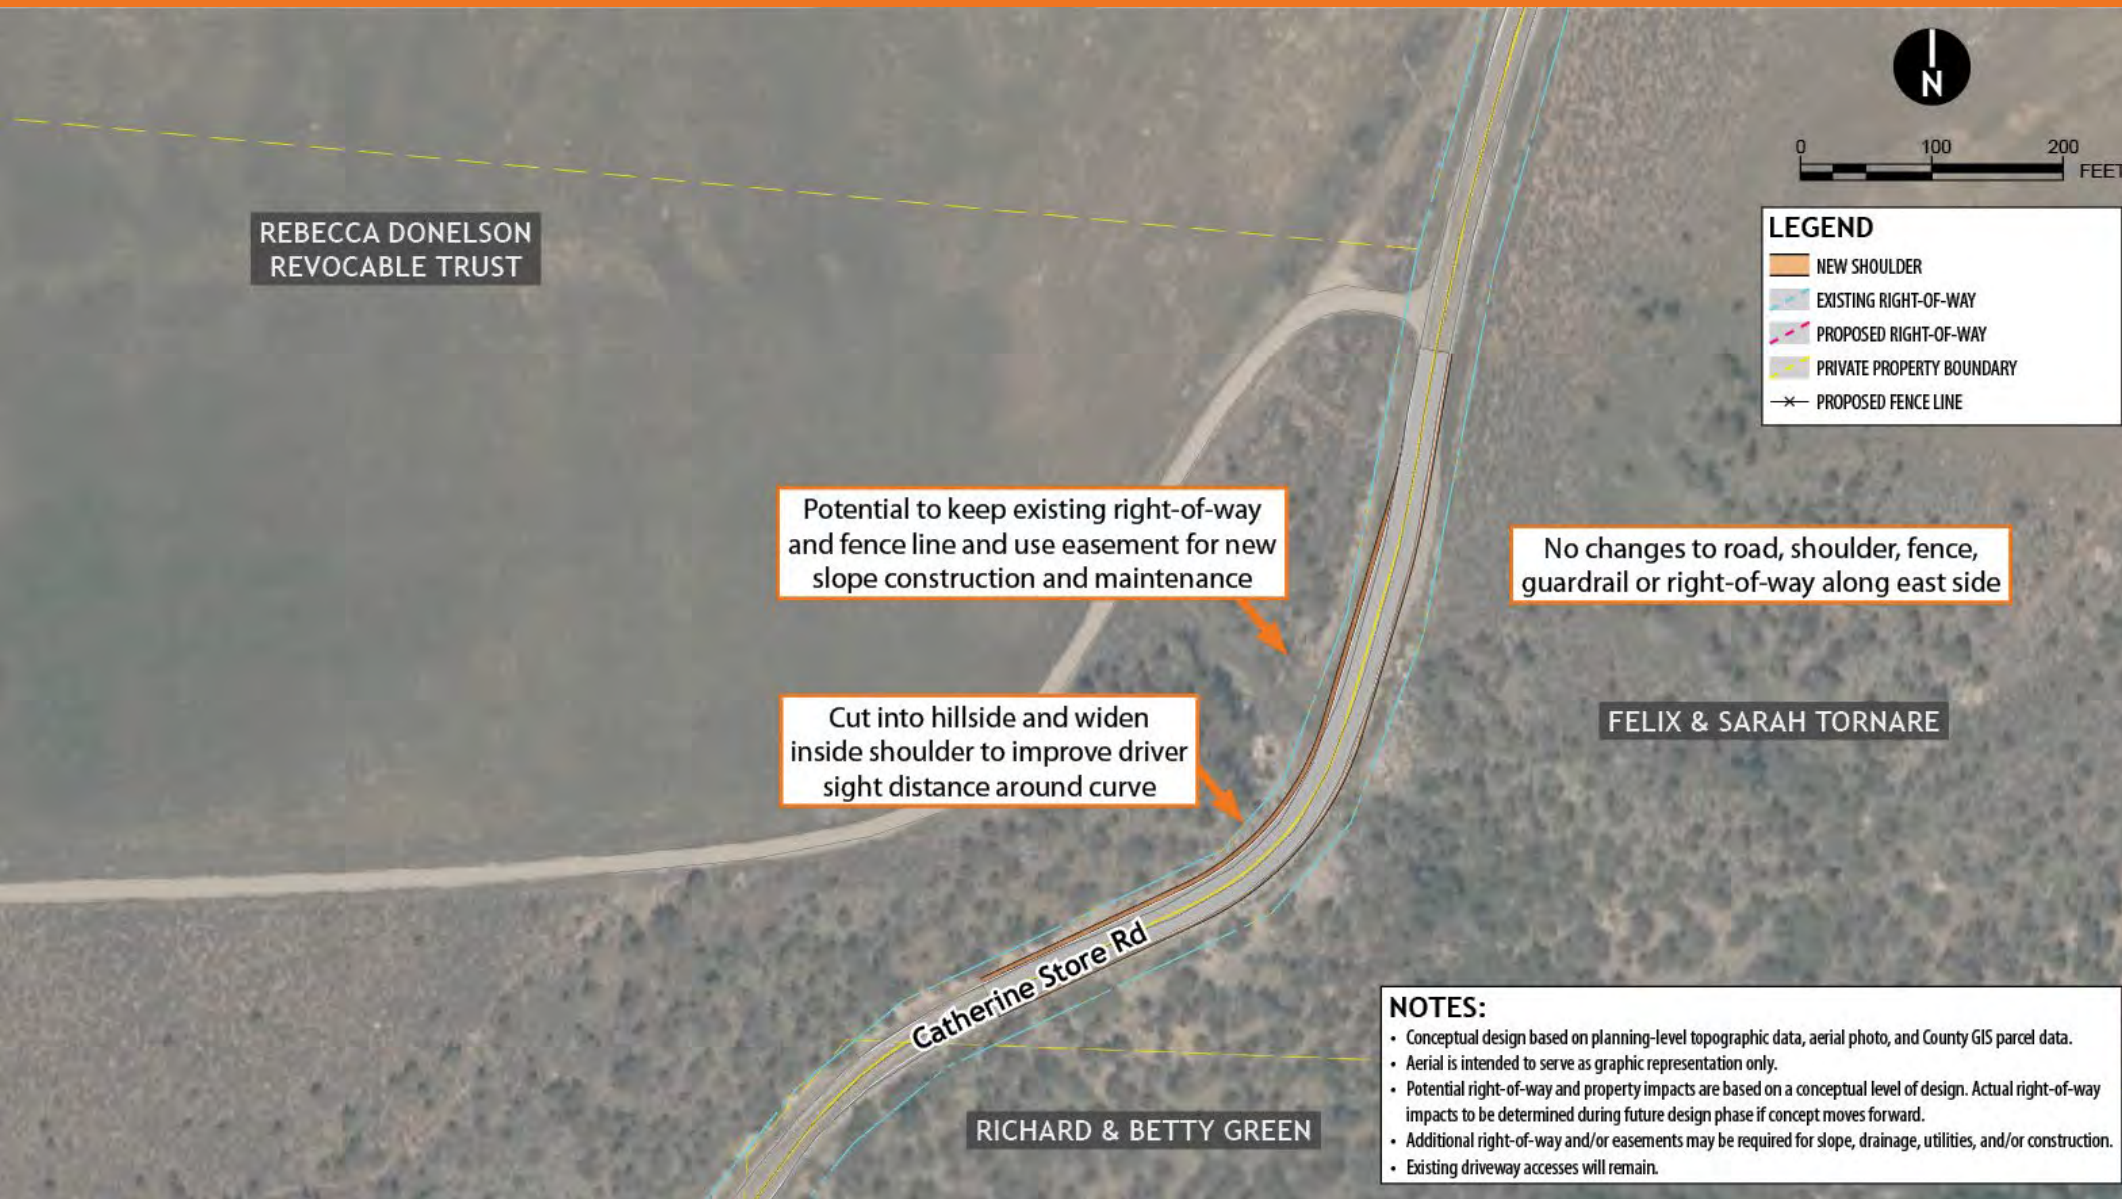 N
0 100 200
FEET
REBECCA DONELSON
REVOCABLE TRUST
LEGEND
NEW SHOULDER
EXISTING RIGHT-OF-WAY
PROPOSED RIGHT-OF-WAY
PRIVATE PROPERTY BOUNDARY
PROPOSED FENCE LINE
Potential to keep existing right-of-way
and fence line and use easement for new
slope construction and maintenance
No changes to road, shoulder, fence,
guardrail or right-of-way along east side
Cut into hillside and widen
inside shoulder to improve driver
sight distance around curve
FELIX & SARAH TORNARE
Catherine Store Rd
RICHARD & BETTY GREEN
NOTES:
• Conceptual design based on planning-level topographic data, aerial photo, and County GIS parcel data.
• Aerial is intended to serve as graphic representation only.
• Potential right-of-way and property impacts are based on a conceptual level of design. Actual right-of-way
impacts to be determined during future design phase if concept moves forward.
• Additional right-of-way and/or easements may be required for slope, drainage, utilities, and/or construction.
• Existing driveway accesses will remain.